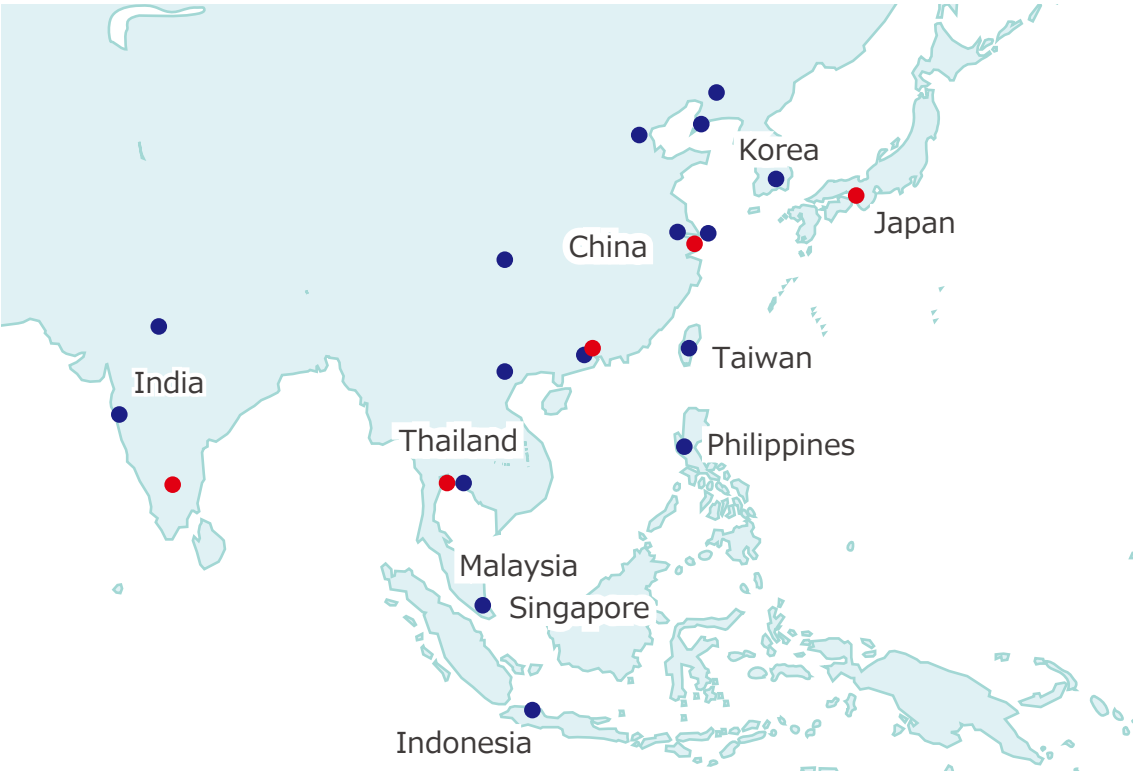 Korea
Japan
China
Taiwan
India
Thailand
Philippines
Malaysia
Singapore
Indonesia